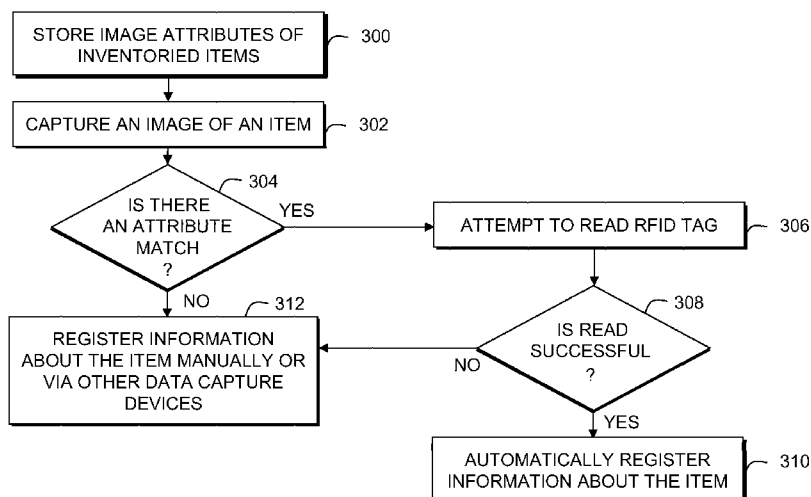 STORE IMAGE ATTRIBUTES OF
INVENTORIED ITEMS
300
CAPTURE AN IMAGE OF AN ITEM
302
304
IS THERE
AN ATTRIBUTE
MATCH
?
YES
NO
ATTEMPT TO READ RFID TAG
306
308
IS READ
SUCCESSFUL
?
NO
YES
312
REGISTER INFORMATION
ABOUT THE ITEM MANUALLY OR
VIA OTHER DATA CAPTURE
DEVICES
AUTOMATICALLY REGISTER
INFORMATION ABOUT THE ITEM
310